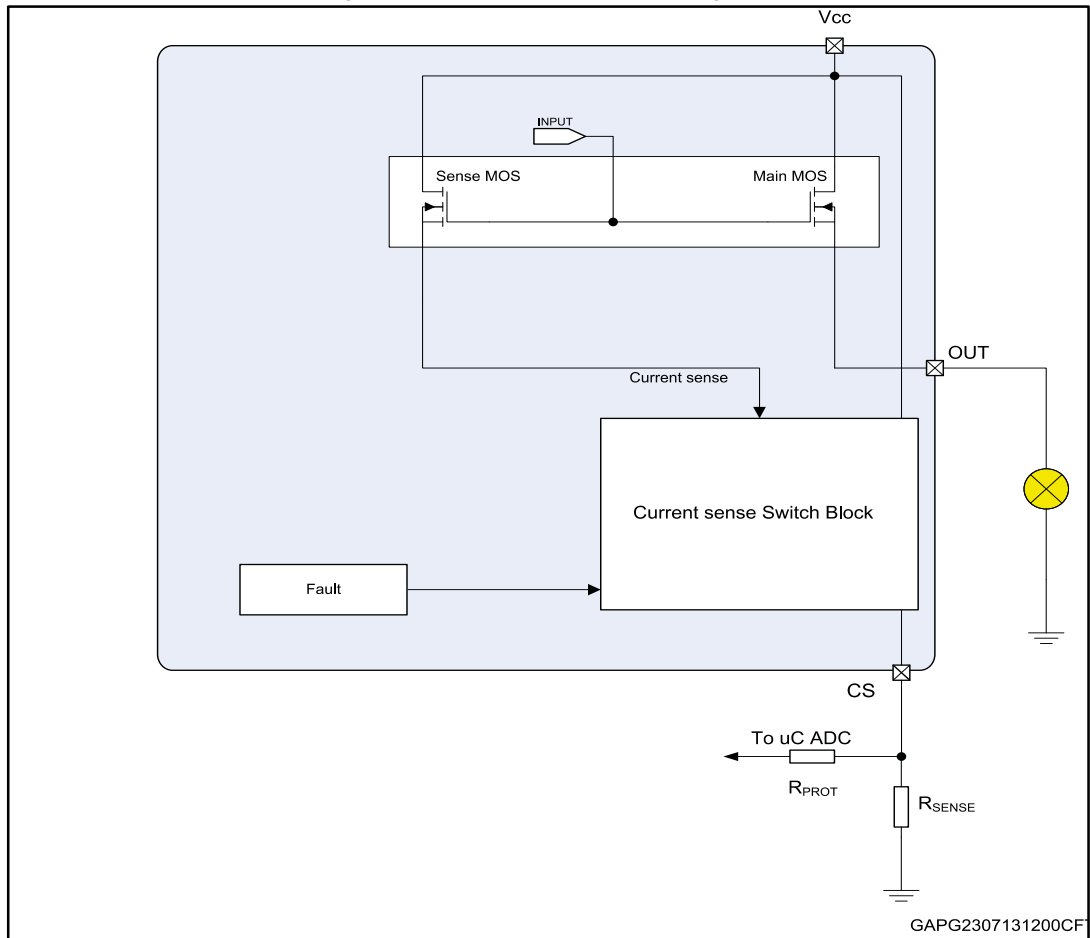 Vcc
INPUT
Sense MOS
Main MOS
OUT
Current sense
Current sense Switch Block
Fault
CS
To uC ADC
RPROT
RSENSE
GAPG2307131200CFT